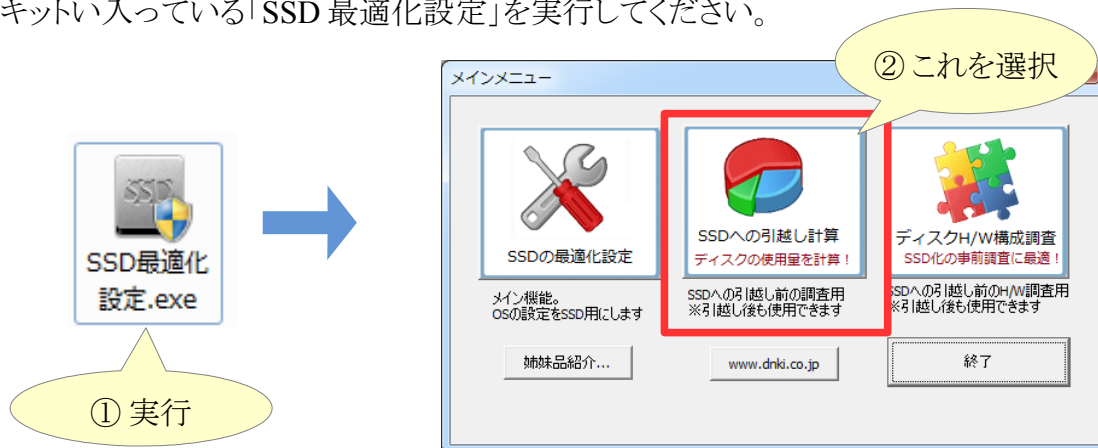 キットい入っている「SSD 最適化設定」を実行してください。
② これを選択
メインメニュー
SSD
SSD最適化
設定.exe
① 実行
SSDの最適化設定
メイン機能。
OSの設定をSSD用にします
姉妹品紹介...
SSDへの引越し計算
ディスクの使用量を計算！
SSDへの引越し前の調査用
※引越し後も使用できます
www.dnki.co.jp
ディスクH/W構成調査
SSD化の事前調査に最適！
SSDへの引越し前のH/W調査用
※引越し後も使用できます
終了